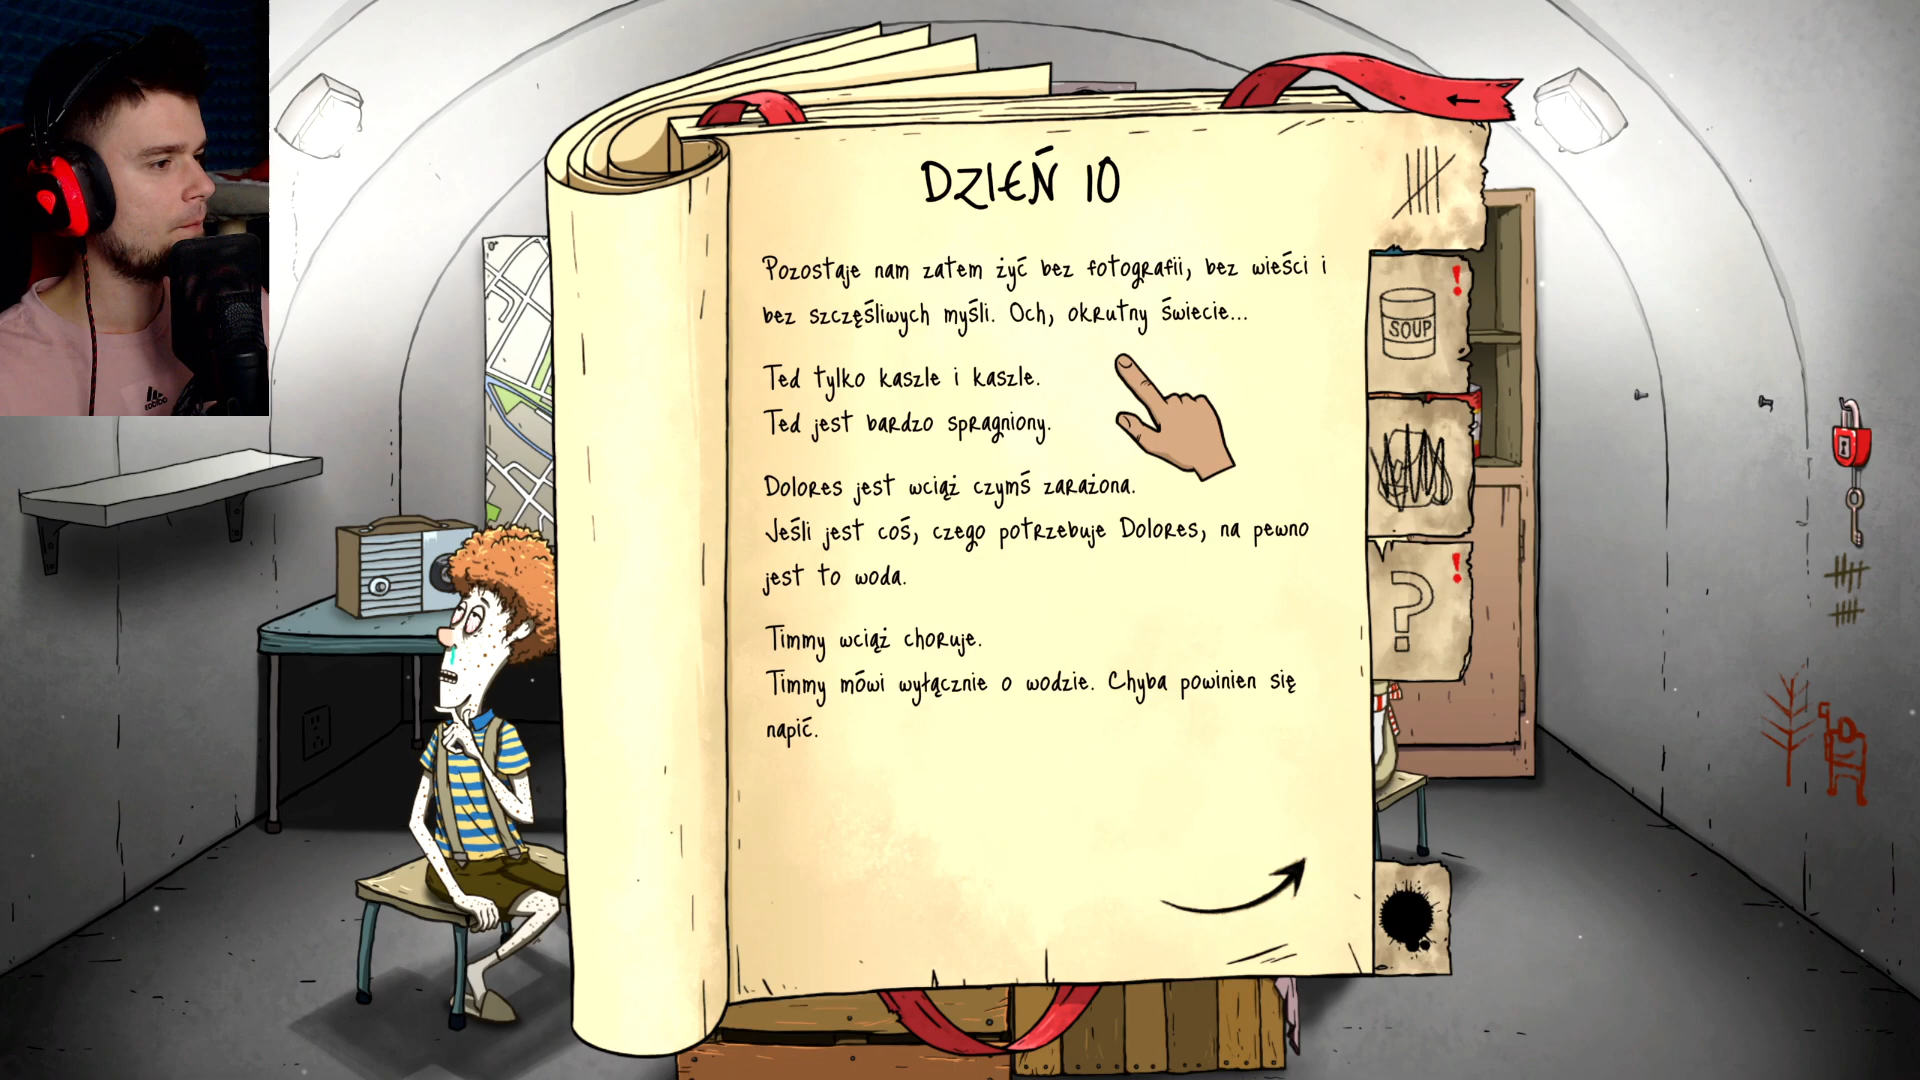 DZIEŃ 10
Pozostaje nam zatem żyć bez fotografii, bez wieści i
bez szczęśliwych myśli. Och, okrutny świecie...
Ted tylko kaszle i kaszle.
Ted jest bardzo spragniony.
Dolores jest wciąż czymś zarażona.
Jeśli jest coś, czego potrzebuje Dolores, na pewno
jest to woda.
Timmy wciąż choruje.
Timmy mówi wyłącznie o wodzie. Chyba powinien się
napić.
!
SOUP
!
?
adidas